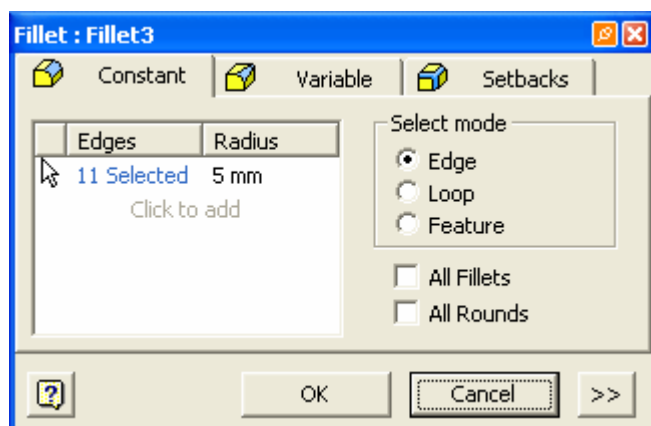 Fillet : Fillet3
Constant Variable Setbacks
Edges Radius
11 Selected 5 mm
Click to add
Select mode
Edge
Loop
Feature
All Fillets
All Rounds
? OK Cancel >>